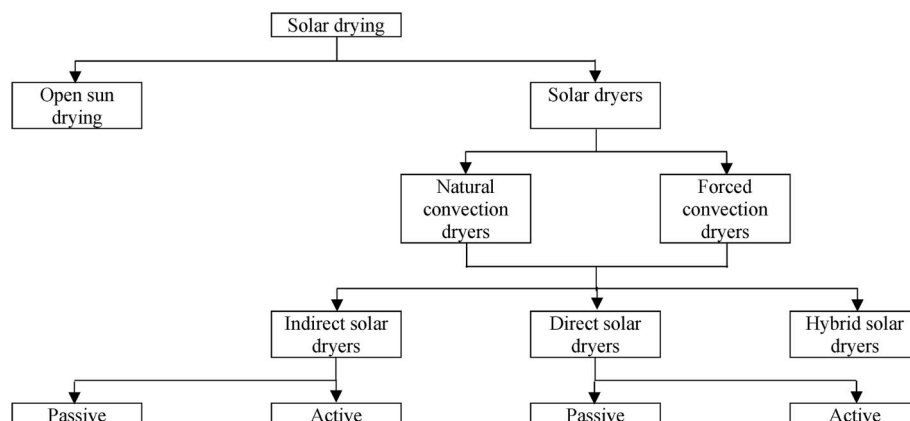 Solar drying
Open sun
drying
Solar dryers
Natural
convection
dryers
Forced
convection
dryers
Indirect solar
dryers
Direct solar
dryers
Hybrid solar
dryers
Passive
Active
Passive
Active